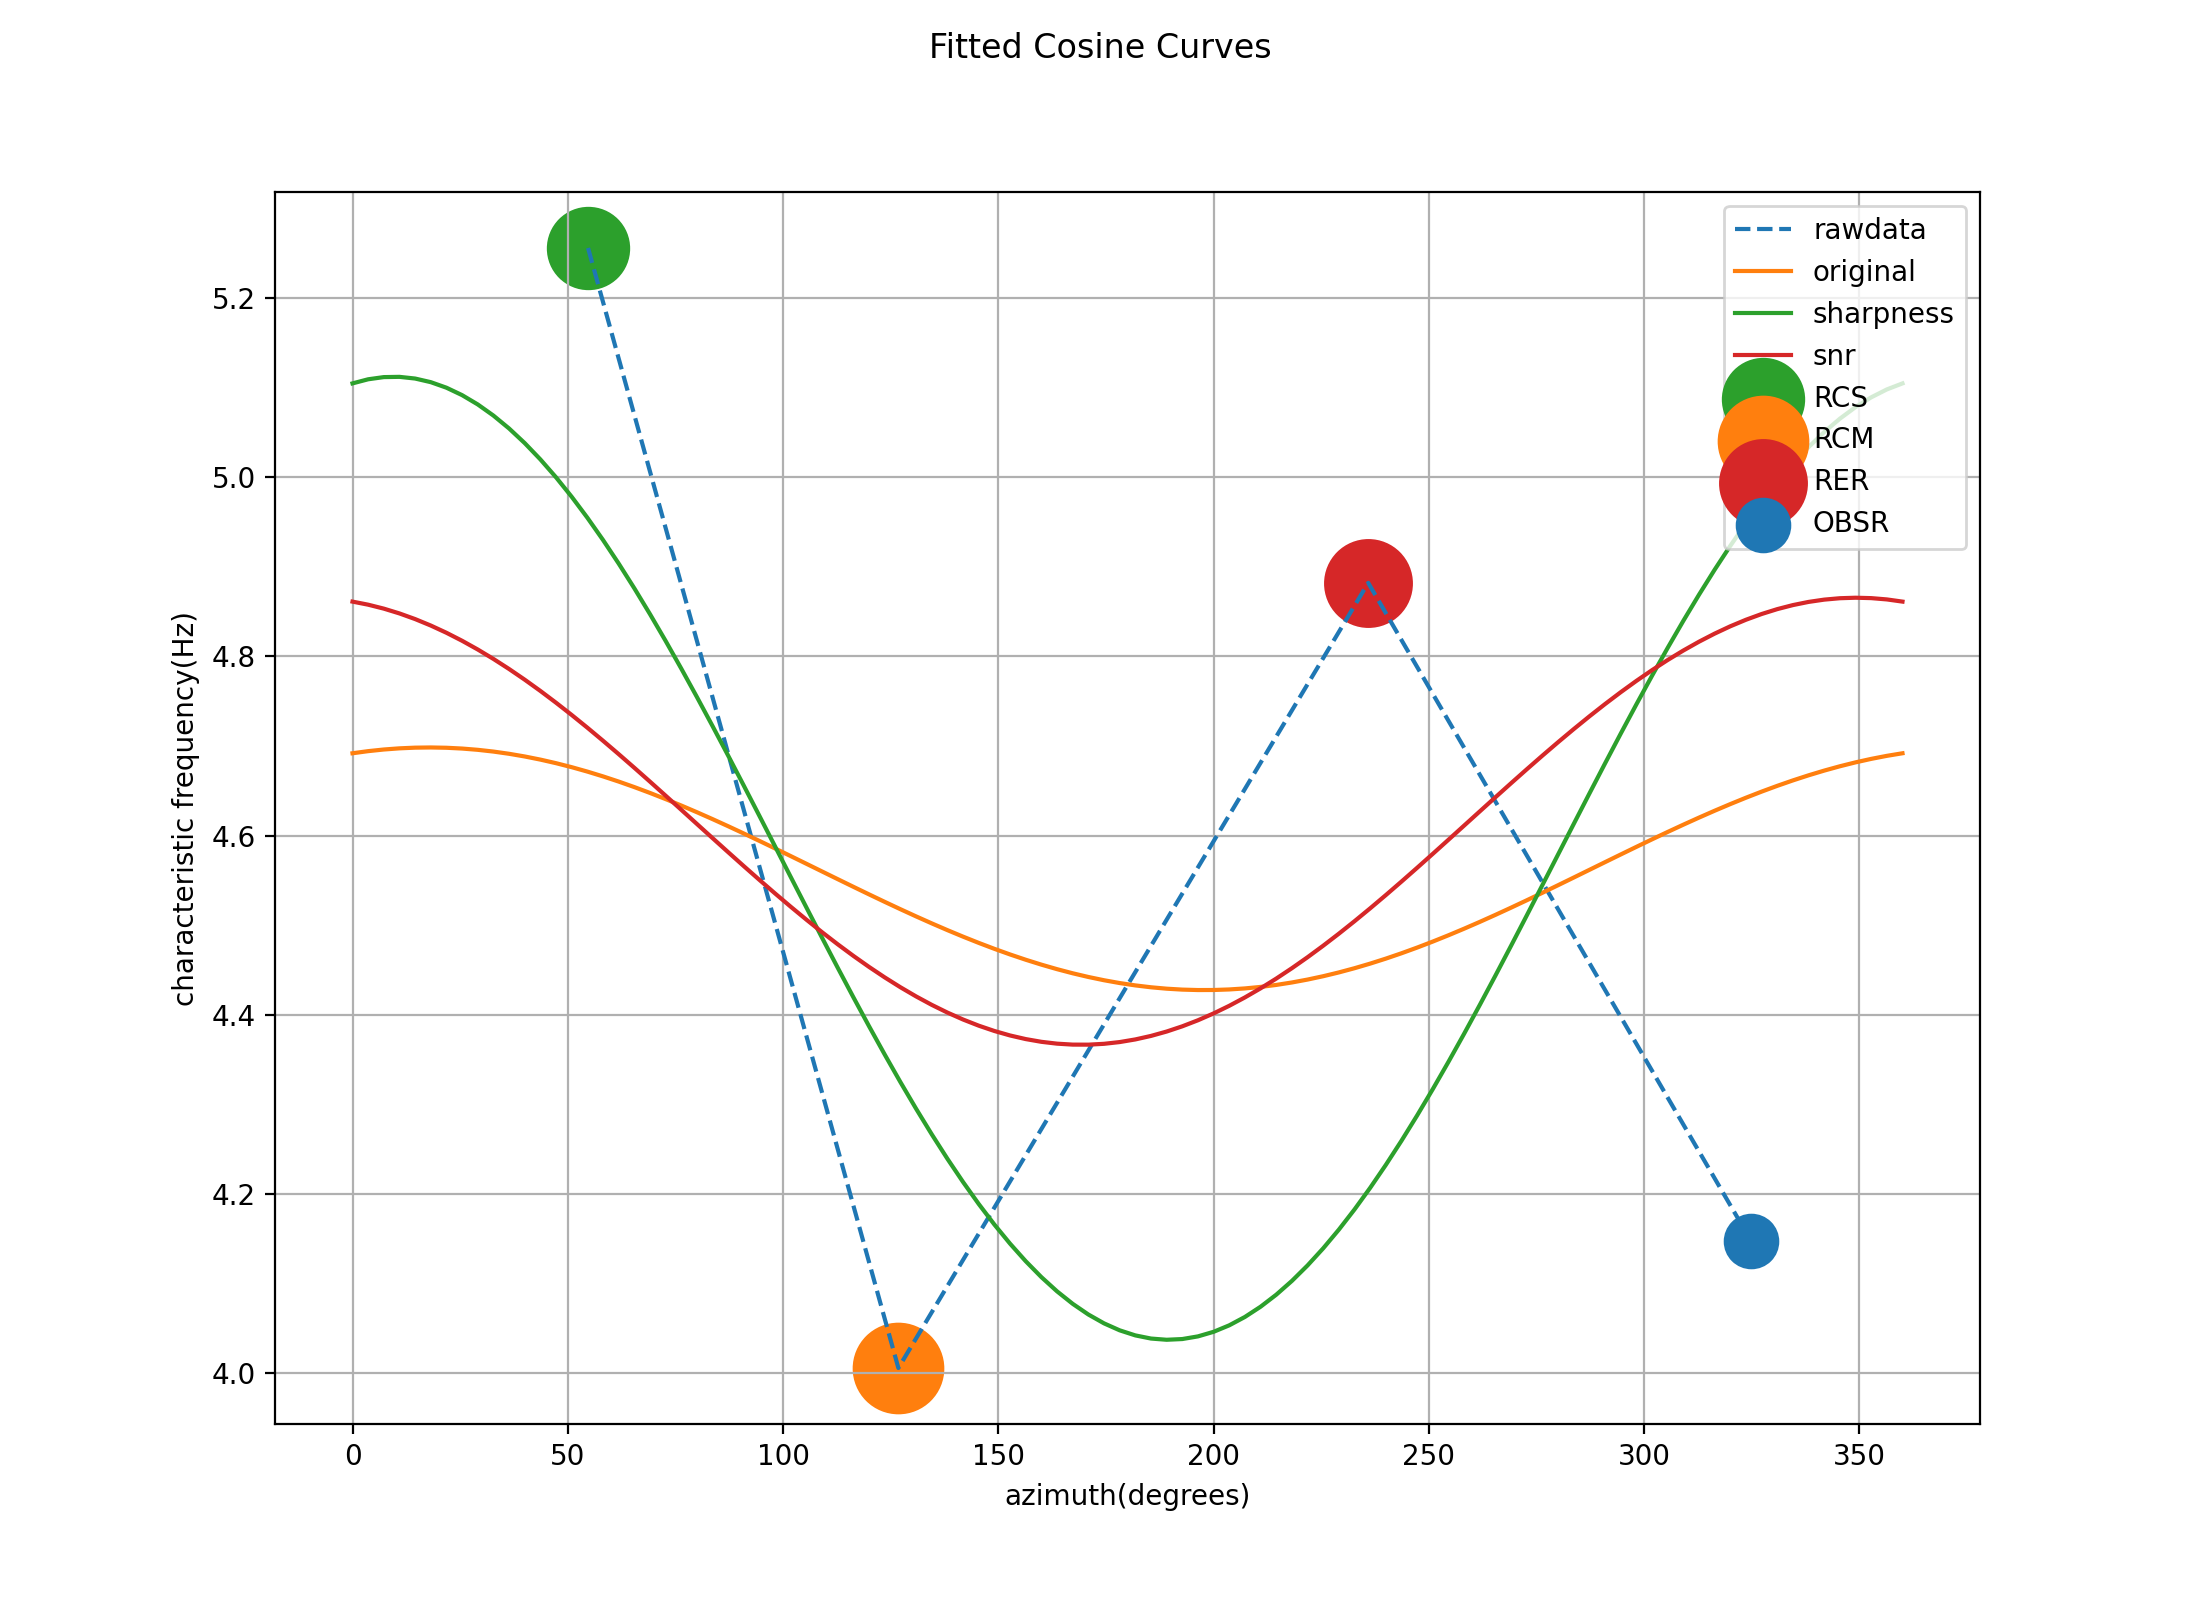 Fitted Cosine Curves
rawdata
original
sharpness
snr
RCS
RCM
RER
OBSR
characteristic frequency(Hz)
5.2
5.0
4.8
4.6
4.4
4.2
4.0
0 50 100 150 200 250 300 350
azimuth(degrees)